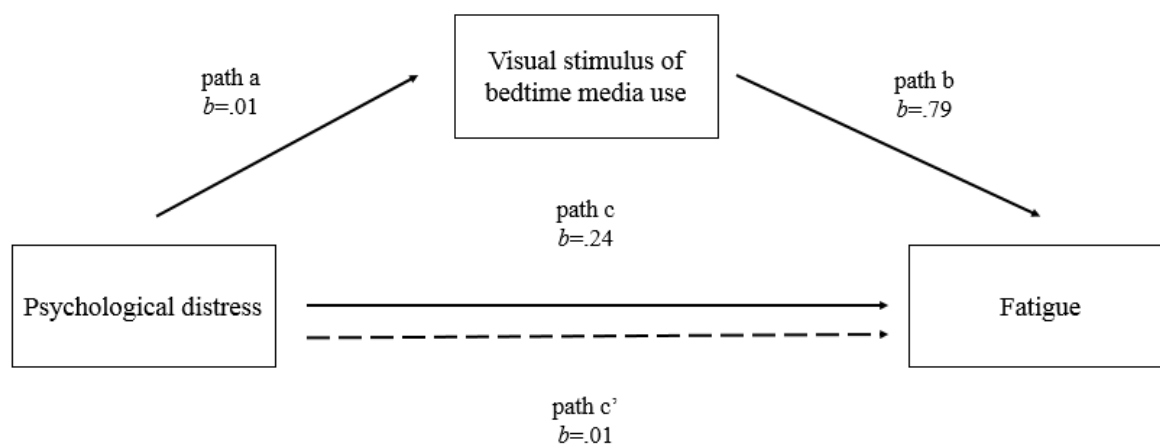 Visual stimulus of
bedtime media use
path a
b=.01
path b
b=.79
path c
b=.24
Psychological distress
Fatigue
path c’
b=.01